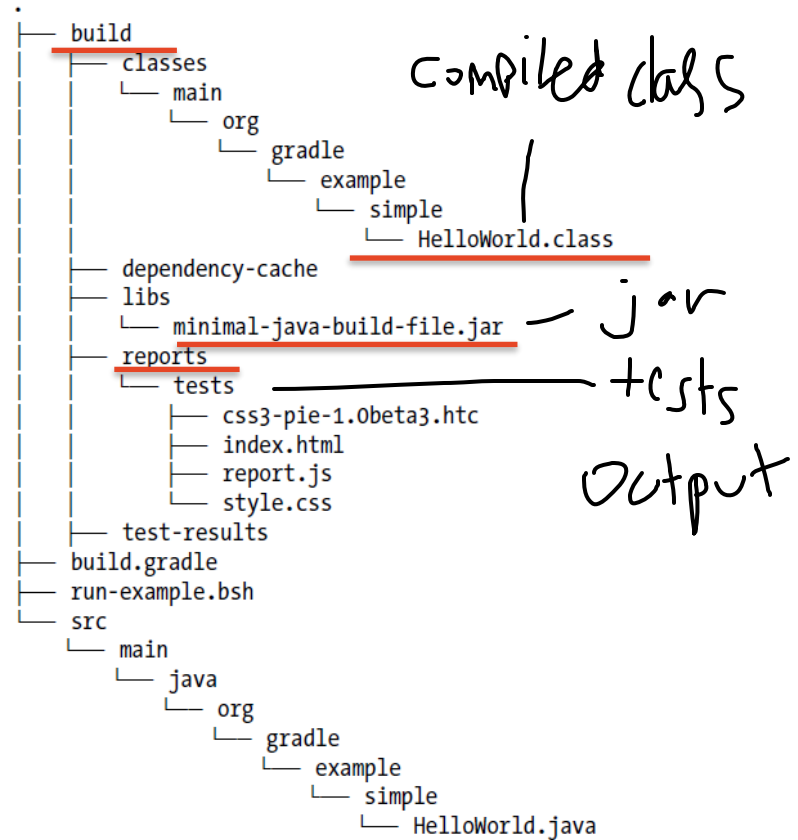 .
├── build
│   ├── classes
│   │   └── main
│   │       └── org
│   │           └── gradle
│   │               └── example
│   │                   └── simple
│   │                       └── HelloWorld.class
│   ├── dependency-cache
│   ├── libs
│   │   └── minimal-java-build-file.jar
│   ├── reports
│   │   └── tests
│   │       ├── css3-pie-1.0beta3.htc
│   │       ├── index.html
│   │       ├── report.js
│   │       └── style.css
│   └── test-results
├── build.gradle
├── run-example.bsh
└── src
    └── main
        └── java
            └── org
                └── gradle
                    └── example
                        └── simple
                            └── HelloWorld.java
compiled class
jar
tests
output